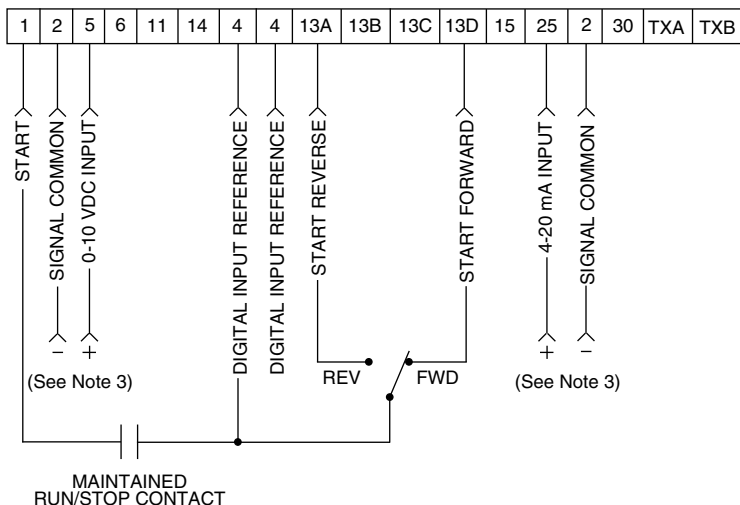 1 2 5 6 11 14 4 4 13A 13B 13C 13D 15 25 2 30 TXA TXB
START
SIGNAL COMMON
0-10 VDC INPUT
DIGITAL INPUT REFERENCE
DIGITAL INPUT REFERENCE
START REVERSE
START FORWARD
4-20 mA INPUT
SIGNAL COMMON
- +
(See Note 3)
REV FWD
+ -
(See Note 3)
MAINTAINED
RUN/STOP CONTACT